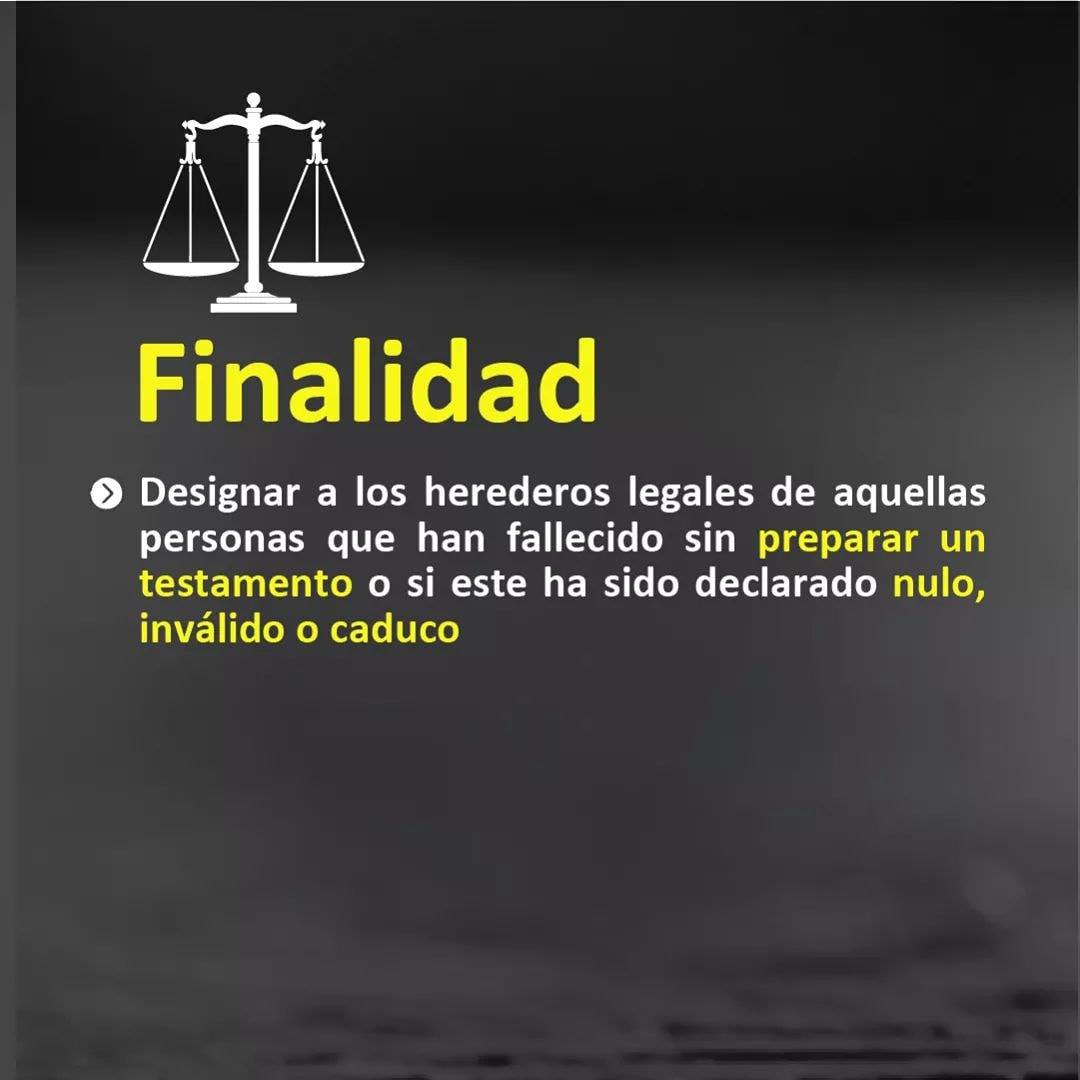 Finalidad
Designar a los herederos legales de aquellas
personas que han fallecido sin preparar un
testamento o si este ha sido declarado nulo,
inválido o caduco